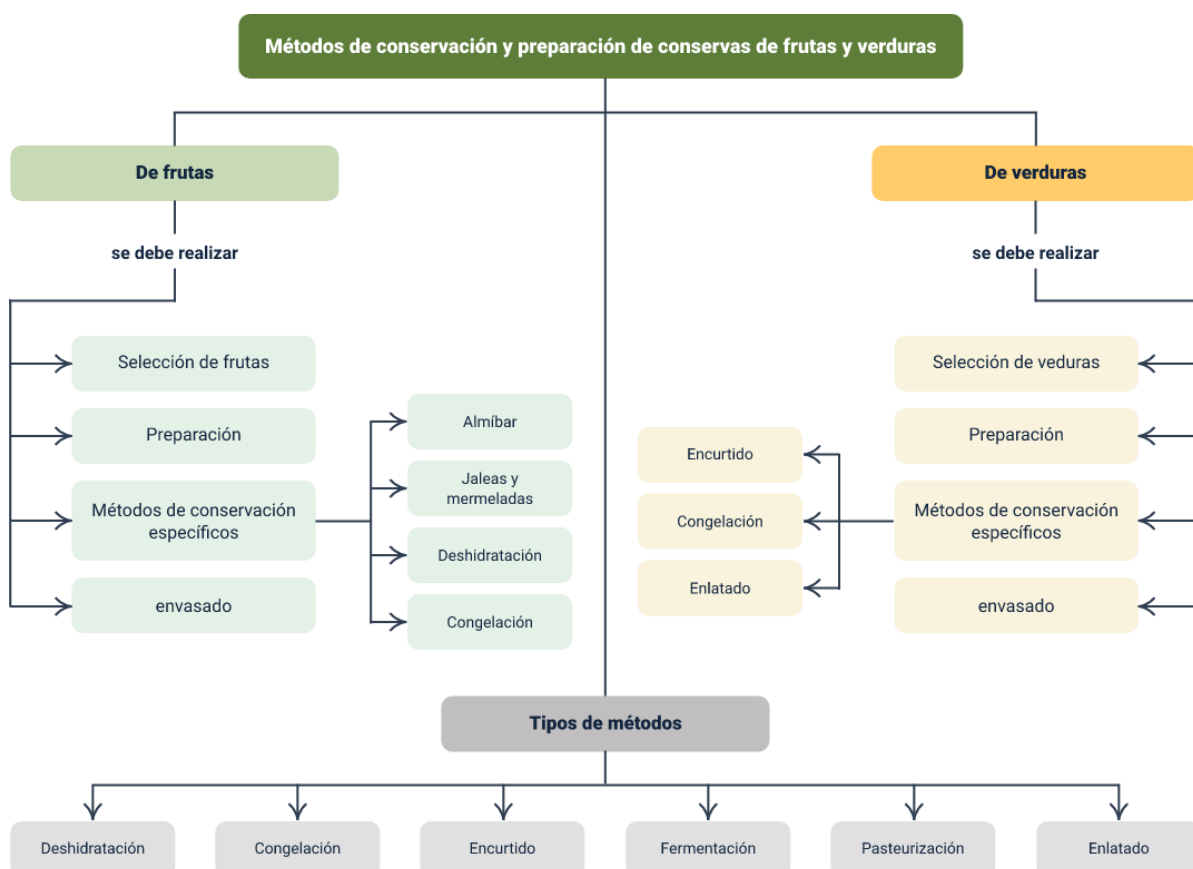 Métodos de conservación y preparación de conservas de frutas y verduras
De frutas
De verduras
se debe realizar
se debe realizar
Selección de frutas
Preparación
Métodos de conservación
específicos
envasado
Almíbar
Jaleas y
mermeladas
Deshidratación
Congelación
Selección de veduras
Preparación
Métodos de conservación
específicos
envasado
Encurtido
Congelación
Enlatado
Tipos de métodos
Deshidratación
Congelación
Encurtido
Fermentación
Pasteurización
Enlatado